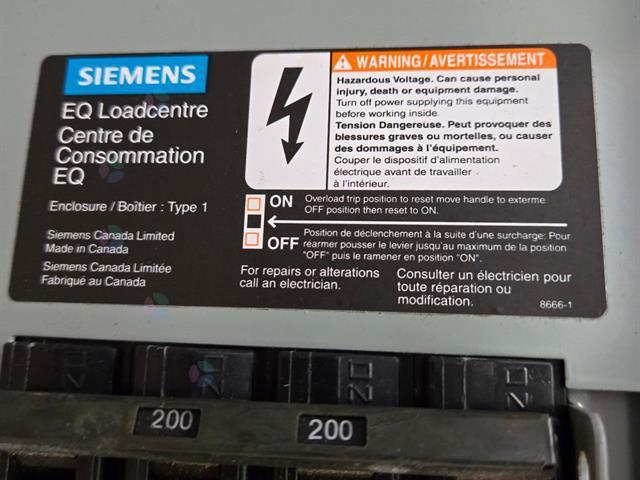 SIEMENS
EQ Loadcentre
Centre de
Consommation
EQ
Enclosure / Boîtier : Type 1
Siemens Canada Limited
Made in Canada
Siemens Canada Limitée
Fabriqué au Canada
WARNING/AVERTISSEMENT
Hazardous Voltage. Can cause personal
injury, death or equipment damage.
Turn off power supplying this equipment
before working inside.
Tension Dangereuse. Peut provoquer des
blessures graves ou mortelles, ou causer
des dommages à l'équipement.
Couper le dispositif d'alimentation
électrique avant de travailler
à l'intérieur.
ON
Overload trip position to reset move handle to exterme
OFF position then reset to ON.
OFF
Position de déclenchement à la suite d'une surcharge: Pour
réarmer pousser le levier jusqu'au maximum de la position
"OFF" puis le ramener en position "ON".
For repairs or alterations
call an electrician.
Consulter un électricien pour
toute réparation ou
modification.
8666-1
ON ON ON ON
200 200